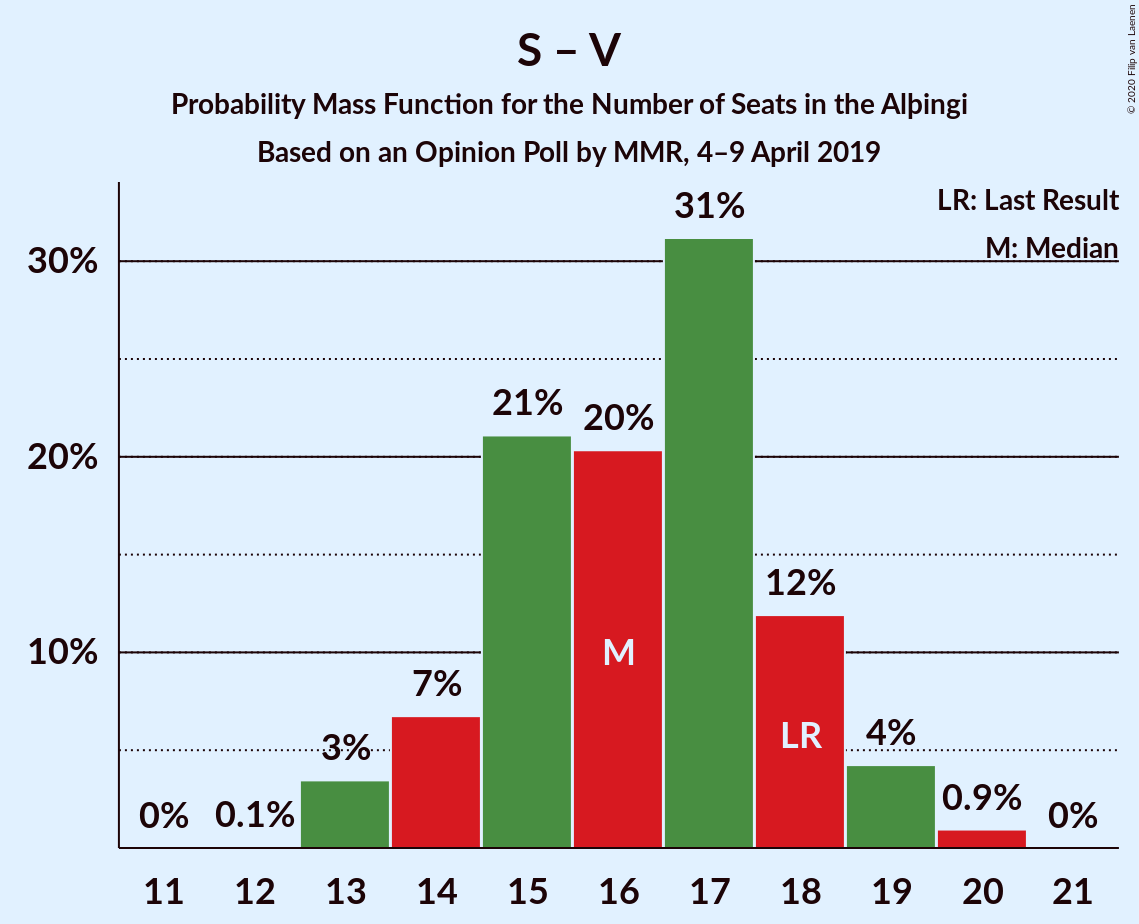 S – V
Probability Mass Function for the Number of Seats in the Alþingi
Based on an Opinion Poll by MMR, 4–9 April 2019
© 2020 Filip van Laenen
LR: Last Result
M: Median
30%
20%
10%
0%
0.1%
3%
7%
21%
20%
31%
12%
4%
0.9%
0%
M
LR
11 12 13 14 15 16 17 18 19 20 21